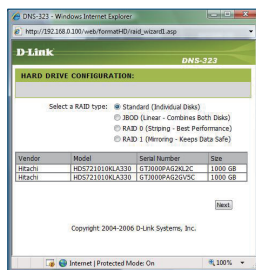 DNS-323 - Windows Internet Explorer
http://192.168.0.100/web/formatHD/raid_wizard1.asp
D-Link
DNS-323
HARD DRIVE CONFIGURATION:
Select a RAID type: Standard (Individual Disks)
JBOD (Linear - Combines Both Disks)
RAID 0 (Striping - Best Performance)
RAID 1 (Mirroring - Keeps Data Safe)
Vendor Model Serial Number Size
Hitachi HDS721010KLA330 GTJ000PAG2KL2C 1000 GB
Hitachi HDS721010KLA330 GTJ000PAG2GV5C 1000 GB
Next
Copyright 2004-2006 D-Link Systems, Inc.
Internet | Protected Mode: On 100%